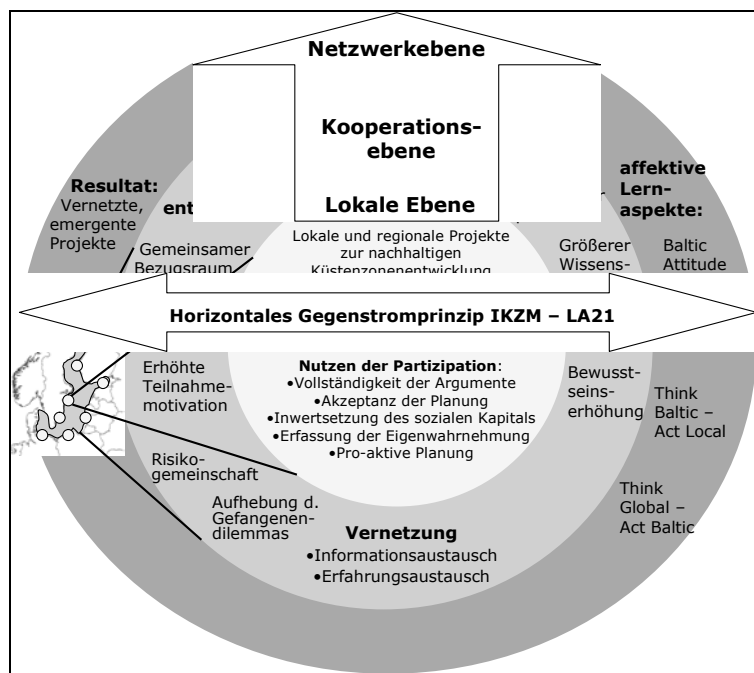 Netzwerkebene
Kooperations-
ebene
Lokale Ebene
Resultat:
Vernetzte,
emergente
Projekte
ent
Gemeinsamer
Bezugsraum
Lokale und regionale Projekte
zur nachhaltigen
Küstenzonenentwicklung
affektive
Lern-
aspekte:
Größerer
Wissens-
Baltic
Attitude
Horizontales Gegenstromprinzip IKZM – LA21
Erhöhte
Teilnahme-
motivation
Risiko-
gemeinschaft
Aufhebung d.
Gefangenen-
dilemmas
Nutzen der Partizipation:
•Vollständigkeit der Argumente
•Akzeptanz der Planung
•Inwertsetzung des sozialen Kapitals
•Erfassung der Eigenwahrnehmung
•Pro-aktive Planung
Bewusst-
seins-
erhöhung
Think
Baltic –
Act Local
Think
Global –
Act Baltic
Vernetzung
•Informationsaustausch
•Erfahrungsaustausch